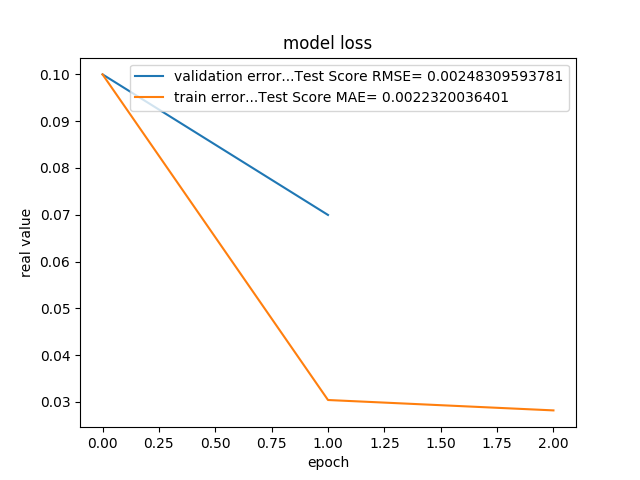 model loss
validation error...Test Score RMSE= 0.00248309593781
train error...Test Score MAE= 0.0022320036401
real value
0.10
0.09
0.08
0.07
0.06
0.05
0.04
0.03
0.00 0.25 0.50 0.75 1.00 1.25 1.50 1.75 2.00
epoch